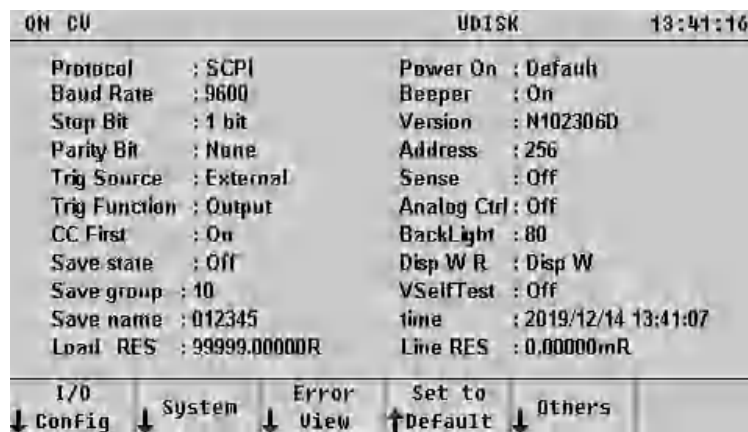 ON CV UDISK 13:41:16
Protocol : SCPI Power On : Default
Baud Rate : 9600 Beeper : On
Stop Bit : 1 bit Version : N102306D
Parity Bit : None Address : 256
Trig Source : External Sense : Off
Trig Function : Output Analog Ctrl : Off
CC First : On BackLight : 80
Save state : Off Disp W R : Disp W
Save group : 10 VSelfTest : Off
Save name : 012345 time : 2019/12/14 13:41:07
Load RES : 99999.00000R Line RES : 0.00000mR
I/O Config System Error View Set to Default Others